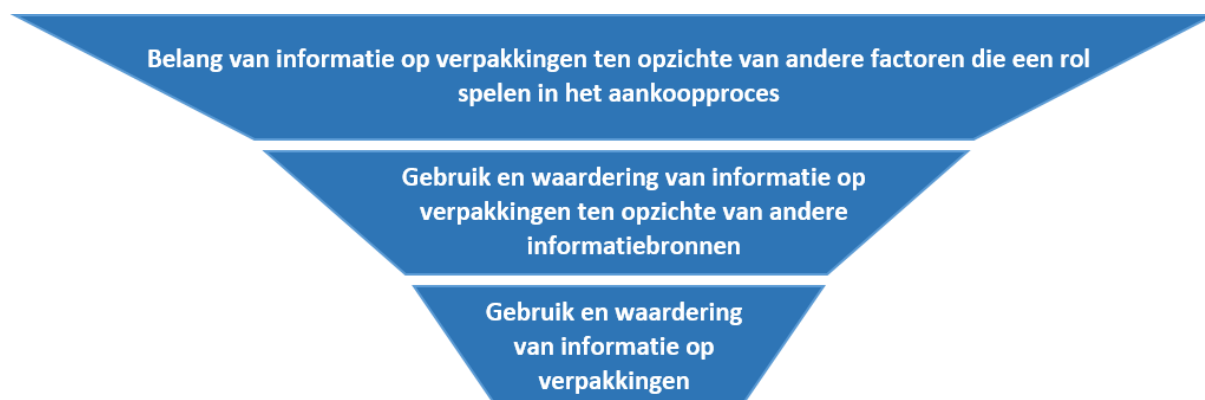 Belang van informatie op verpakkingen ten opzichte van andere factoren die een rol
spelen in het aankoopproces
Gebruik en waardering van informatie op
verpakkingen ten opzichte van andere
informatiebronnen
Gebruik en waardering
van informatie op
verpakkingen